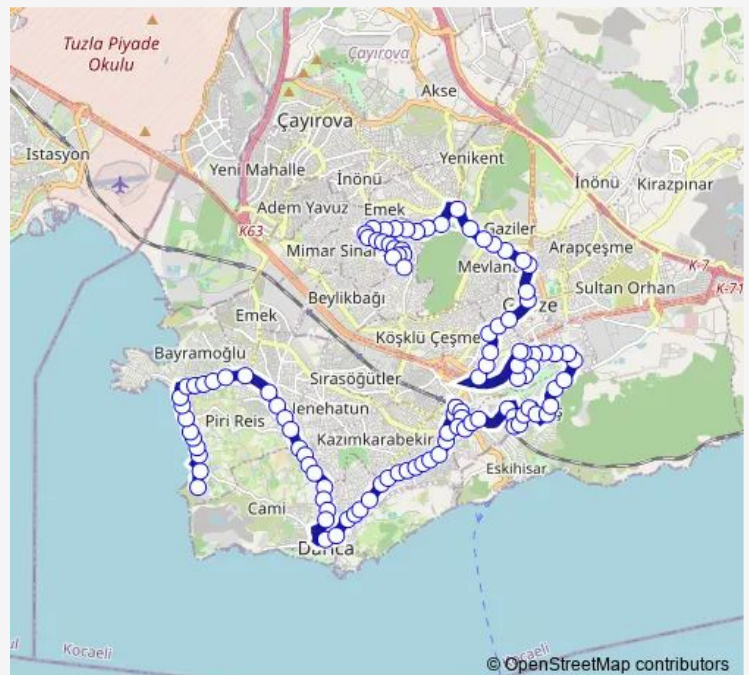 Tuzla Piyade
Okulu
Çayırova
Akse
Çayırova
Istasyon
Yenikent
Yeni Mahalle
İnönü
İnönü
Kirazpınar
Adem Yavuz
Emek
K63
Gaziler
Mimar Sinan
Arapçeşme
Mevlana
K-7
K-71
Sultan Orhan
Beylikbağı
Emek
Köşklü Çeşme
Bayramoğlu
Sırasöğütler
Piri Reis
Kazımkarabekir
Eskihisar
Cami
Darıca
Kocaeli
Kocaeli
© OpenStreetMap contributors